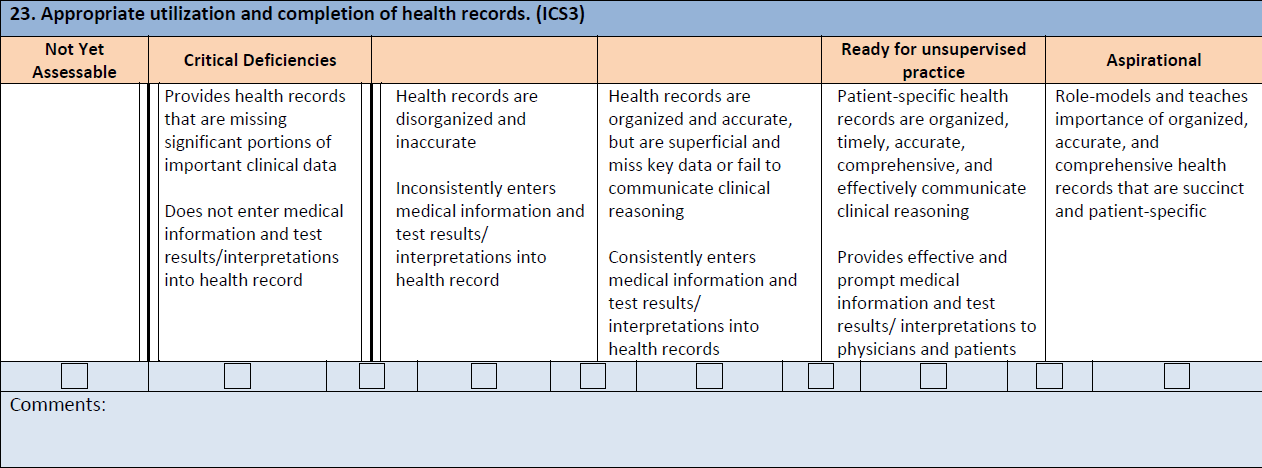 23. Appropriate utilization and completion of health records. (ICS3)
Not Yet
Assessable
Critical Deficiencies
Ready for unsupervised
practice
Aspirational
Provides health records
that are missing
significant portions of
important clinical data
Does not enter medical
information and test
results/interpretations
into health record
Health records are
disorganized and
inaccurate
Inconsistently enters
medical information and
test results/
interpretations into
health record
Health records are
organized and accurate,
but are superficial and
miss key data or fail to
communicate clinical
reasoning
Consistently enters
medical information and
test results/
interpretations into
health records
Patient-specific health
records are organized,
timely, accurate,
comprehensive, and
effectively communicate
clinical reasoning
Provides effective and
prompt medical
information and test
results/ interpretations to
physicians and patients
Role-models and teaches
importance of organized,
accurate, and
comprehensive health
records that are succinct
and patient-specific
Comments: